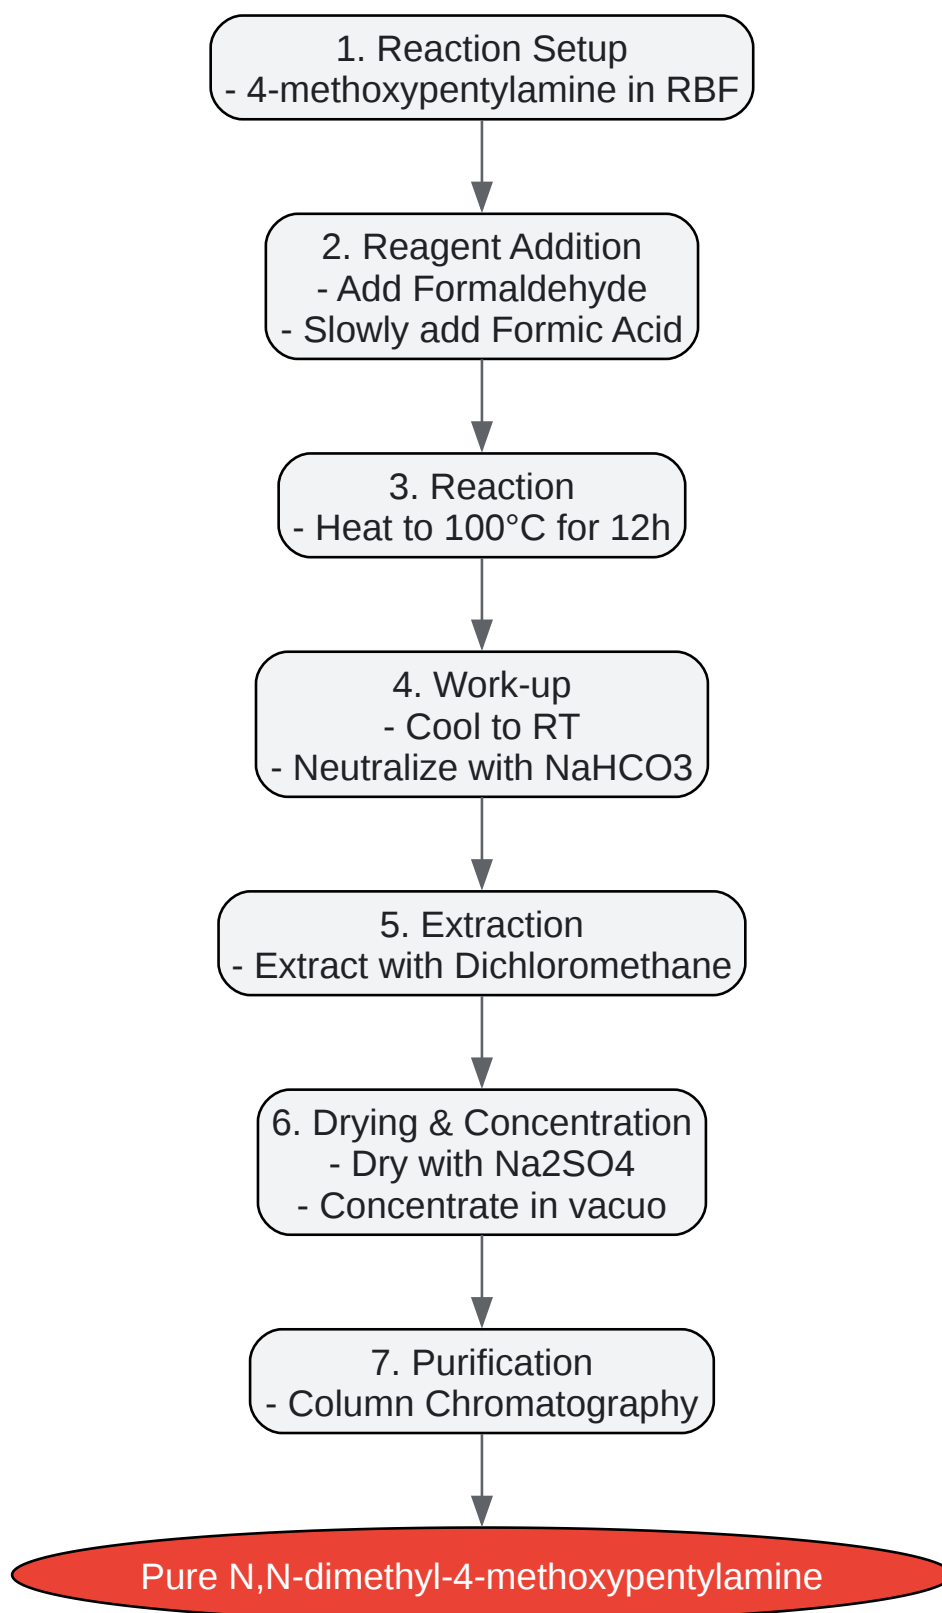 1. Reaction Setup
- 4-methoxypentylamine in RBF
2. Reagent Addition
- Add Formaldehyde
- Slowly add Formic Acid
3. Reaction
- Heat to 100°C for 12h
4. Work-up
- Cool to RT
- Neutralize with NaHCO3
5. Extraction
- Extract with Dichloromethane
6. Drying & Concentration
- Dry with Na2SO4
- Concentrate in vacuo
7. Purification
- Column Chromatography
Pure N,N-dimethyl-4-methoxypentylamine